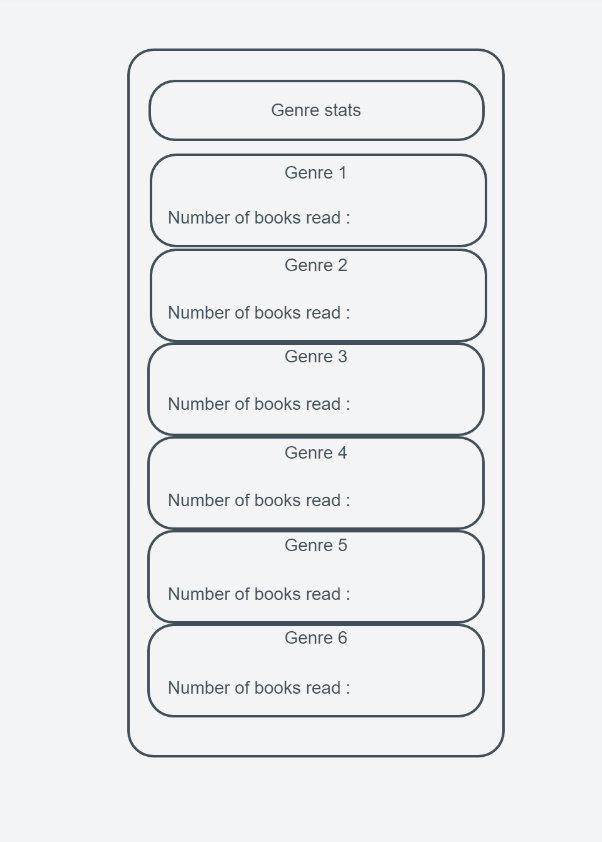 Genre stats
Genre 1
Number of books read :
Genre 2
Number of books read :
Genre 3
Number of books read :
Genre 4
Number of books read :
Genre 5
Number of books read :
Genre 6
Number of books read :